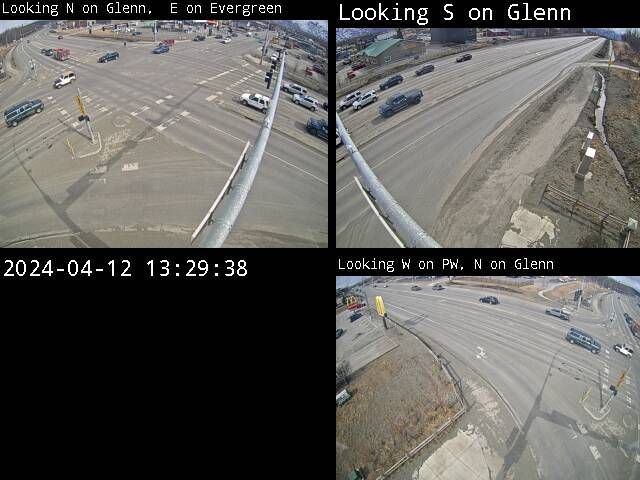 Looking N on Glenn,  E on Evergreen
Looking S on Glenn
2024-04-12 13:29:38
Looking W on PW, N on Glenn